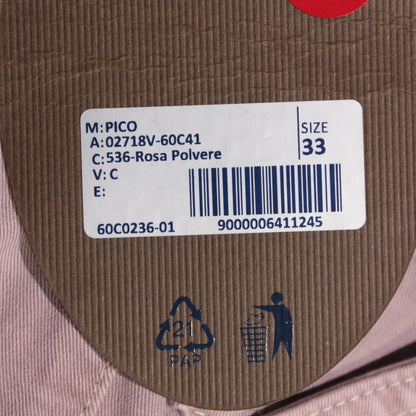 M: PICO
A: 02718V-60C41
C: 536-Rosa Polvere
V: C
E:
SIZE
33
60C0236-01
9000006411245
21
PAP